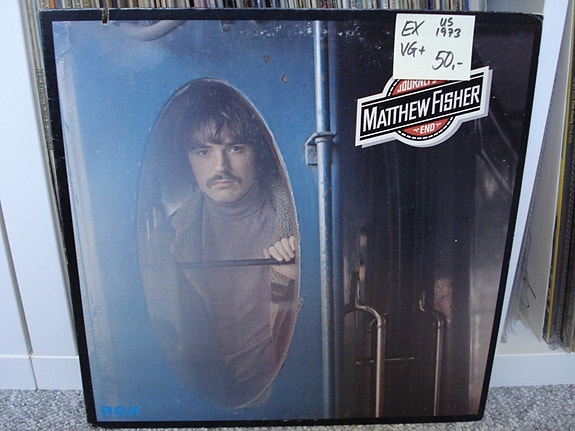 EX US
1973
VG+ 50,-
JOURNEY'S
MATTHEW FISHER
END
RCA